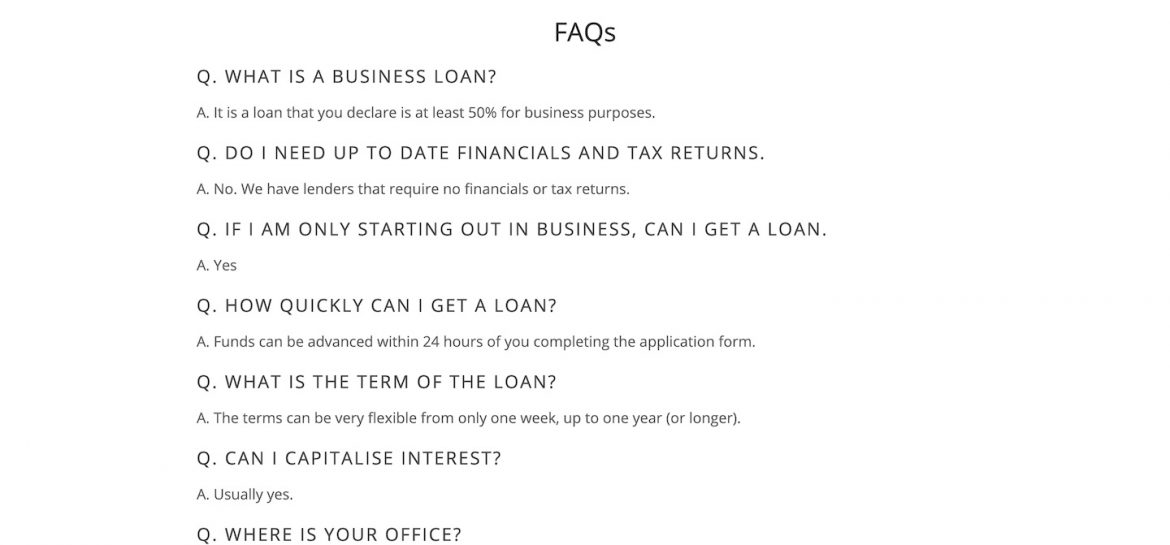 FAQs
Q. WHAT IS A BUSINESS LOAN?
A. It is a loan that you declare is at least 50% for business purposes.
Q. DO I NEED UP TO DATE FINANCIALS AND TAX RETURNS.
A. No. We have lenders that require no financials or tax returns.
Q. IF I AM ONLY STARTING OUT IN BUSINESS, CAN I GET A LOAN.
A. Yes
Q. HOW QUICKLY CAN I GET A LOAN?
A. Funds can be advanced within 24 hours of you completing the application form.
Q. WHAT IS THE TERM OF THE LOAN?
A. The terms can be very flexible from only one week, up to one year (or longer).
Q. CAN I CAPITALISE INTEREST?
A. Usually yes.
Q. WHERE IS YOUR OFFICE?